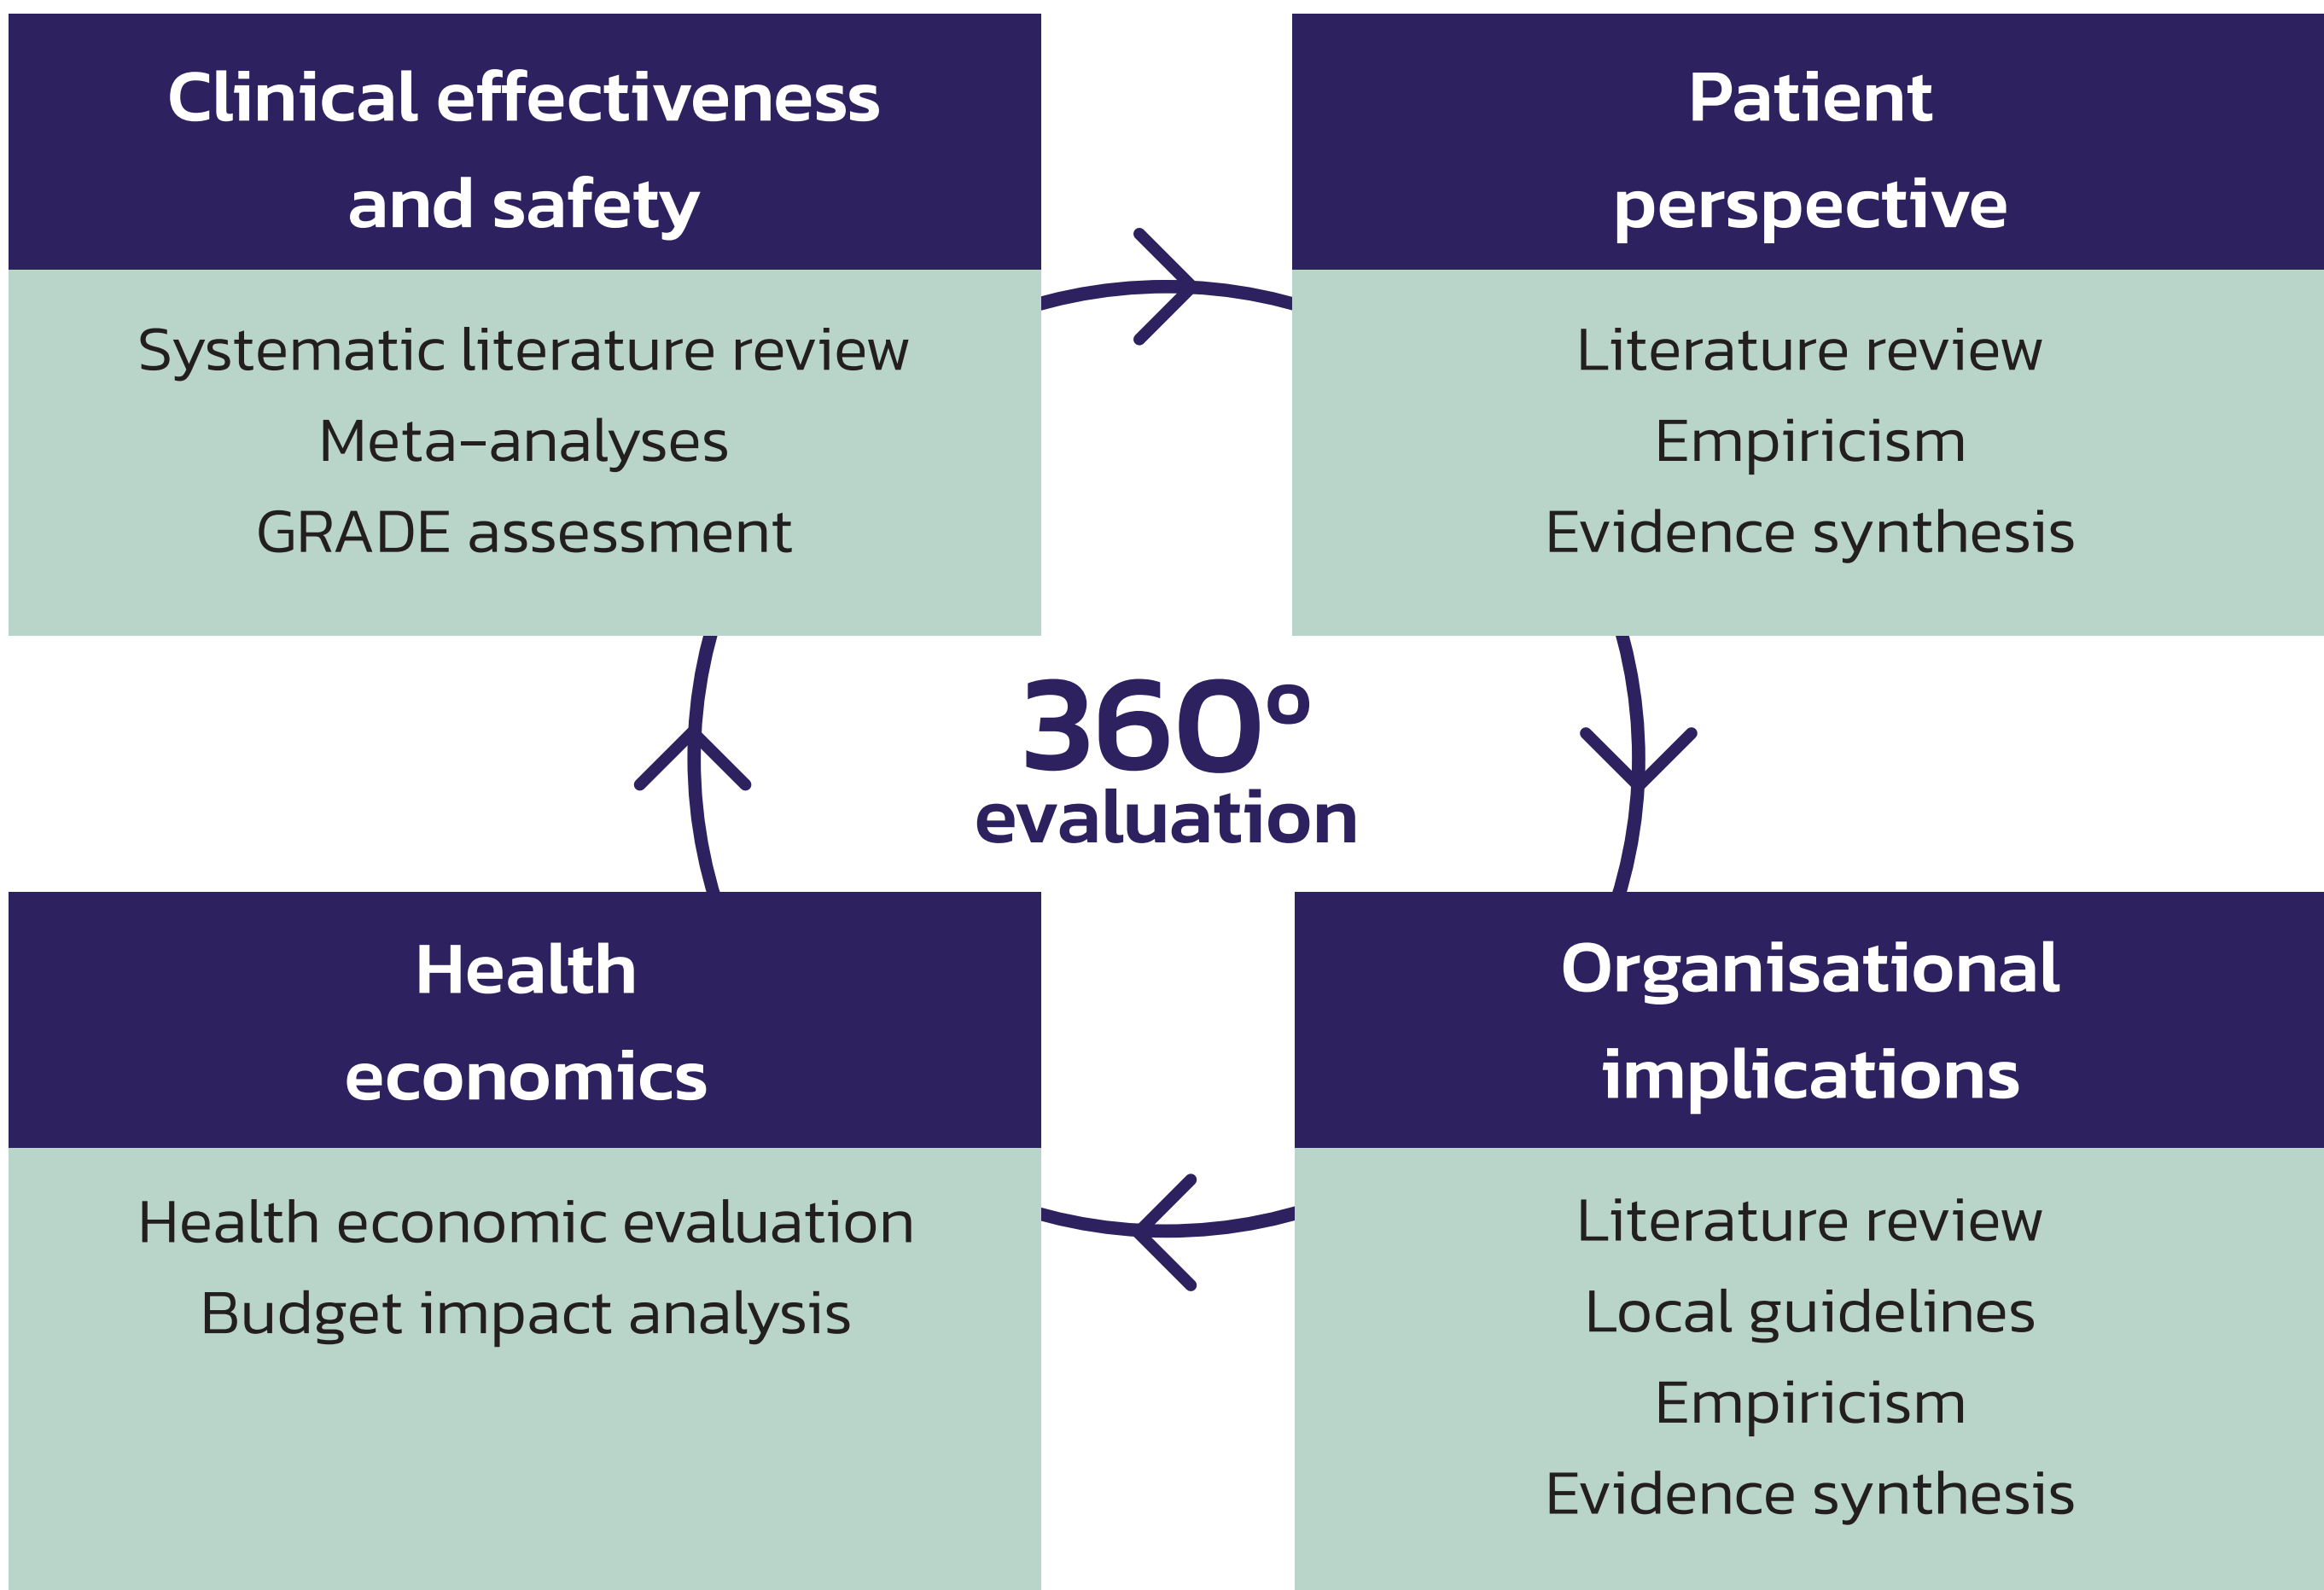 Clinical effectiveness
and safety
Systematic literature review
Meta-analyses
GRADE assessment
Patient
perspective
Literature review
Empiricism
Evidence synthesis
360º
evaluation
Health
economics
Health economic evaluation
Budget impact analysis
Organisational
implications
Literature review
Local guidelines
Empiricism
Evidence synthesis